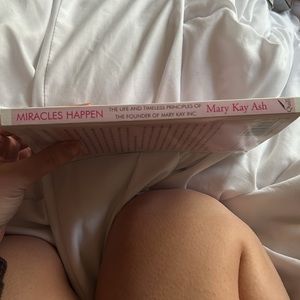 MIRACLES HAPPEN
THE LIFE AND TIMELESS PRINCIPLES OF
THE FOUNDER OF MARY KAY INC.
Mary Kay Ash